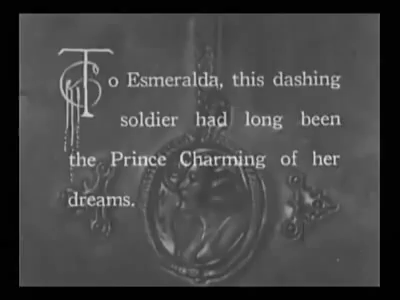 To Esmeralda, this dashing
soldier had long been
the Prince Charming of her
dreams.